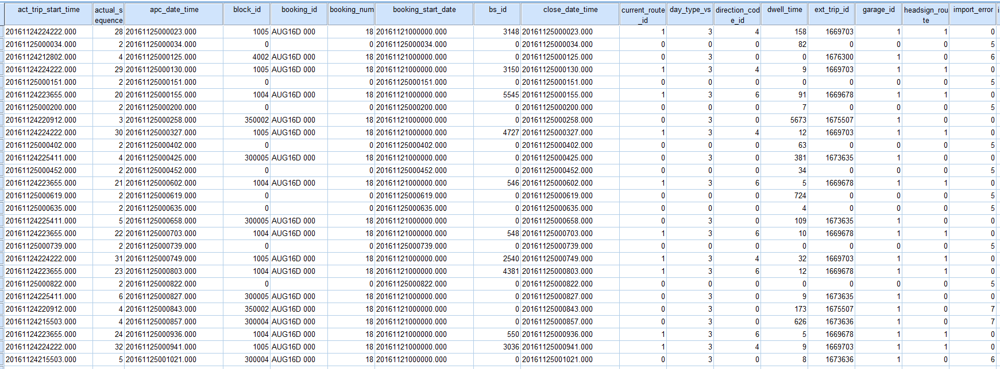 act_trip_start_time actual_s equence apc_date_time block_id booking_id booking_num booking_start_date bs_id close_date_time current_route _id day_type_vs direction_cod e_id dwell_time ext_trip_id garage_id headsign_rou te import_error i
20161124224222.000 28 20161125000023.000 1005 AUG16D 000 18 20161121000000.000 3148 20161125000023.000 1 3 4 158 1669703 1 1 0
20161125000034.000 2 20161125000034.000 0 0 20161125000034.000 0 20161125000034.000 0 0 0 82 0 0 0 5
20161124212802.000 4 20161125000125.000 4002 AUG16D 000 18 20161121000000.000 0 20161125000125.000 0 3 0 0 1676300 1 0 6
20161124224222.000 29 20161125000130.000 1005 AUG16D 000 18 20161121000000.000 3150 20161125000130.000 1 3 4 9 1669703 1 1 0
20161125000151.000 2 20161125000151.000 0 0 20161125000151.000 0 20161125000151.000 0 0 0 0 0 0 0 5
20161124223655.000 20 20161125000155.000 1004 AUG16D 000 18 20161121000000.000 5545 20161125000155.000 1 3 6 91 1669678 1 1 0
20161125000200.000 2 20161125000200.000 0 0 20161125000200.000 0 20161125000200.000 0 0 0 7 0 0 0 5
20161124220912.000 3 20161125000258.000 350002 AUG16D 000 18 20161121000000.000 0 20161125000258.000 0 3 0 5673 1675507 1 0 0
20161124224222.000 30 20161125000327.000 1005 AUG16D 000 18 20161121000000.000 4727 20161125000327.000 1 3 4 12 1669703 1 1 0
20161125000402.000 2 20161125000402.000 0 0 20161125000402.000 0 20161125000402.000 0 0 0 63 0 0 0 5
20161124225411.000 4 20161125000425.000 300005 AUG16D 000 18 20161121000000.000 0 20161125000425.000 0 3 0 381 1673635 1 0 0
20161125000452.000 2 20161125000452.000 0 0 20161125000452.000 0 20161125000452.000 0 0 0 34 0 0 0 5
20161124223655.000 21 20161125000602.000 1004 AUG16D 000 18 20161121000000.000 546 20161125000602.000 1 3 6 5 1669678 1 1 0
20161125000619.000 2 20161125000619.000 0 0 20161125000619.000 0 20161125000619.000 0 0 0 724 0 0 0 5
20161125000635.000 2 20161125000635.000 0 0 20161125000635.000 0 20161125000635.000 0 0 0 4 0 0 0 5
20161124225411.000 5 20161125000658.000 300005 AUG16D 000 18 20161121000000.000 0 20161125000658.000 0 3 0 109 1673635 1 0 0
20161124223655.000 22 20161125000703.000 1004 AUG16D 000 18 20161121000000.000 548 20161125000703.000 1 3 6 10 1669678 1 1 0
20161125000739.000 2 20161125000739.000 0 0 20161125000739.000 0 20161125000739.000 0 0 0 0 0 0 0 5
20161124224222.000 31 20161125000749.000 1005 AUG16D 000 18 20161121000000.000 2540 20161125000749.000 1 3 4 32 1669703 1 1 0
20161124223655.000 23 20161125000803.000 1004 AUG16D 000 18 20161121000000.000 4381 20161125000803.000 1 3 6 12 1669678 1 1 0
20161125000822.000 2 20161125000822.000 0 0 20161125000822.000 0 20161125000822.000 0 0 0 0 0 0 0 5
20161124225411.000 6 20161125000827.000 300005 AUG16D 000 18 20161121000000.000 0 20161125000827.000 0 3 0 9 1673635 1 0 0
20161124220912.000 4 20161125000843.000 350002 AUG16D 000 18 20161121000000.000 0 20161125000843.000 0 3 0 173 1675507 1 0 7
20161124215503.000 4 20161125000857.000 300004 AUG16D 000 18 20161121000000.000 0 20161125000857.000 0 3 0 626 1673636 1 0 7
20161124223655.000 24 20161125000936.000 1004 AUG16D 000 18 20161121000000.000 550 20161125000936.000 1 3 6 5 1669678 1 1 0
20161124224222.000 32 20161125000941.000 1005 AUG16D 000 18 20161121000000.000 3036 20161125000941.000 1 3 4 9 1669703 1 1 0
20161124215503.000 5 20161125001021.000 300004 AUG16D 000 18 20161121000000.000 0 20161125001021.000 0 3 0 8 1673636 1 0 6